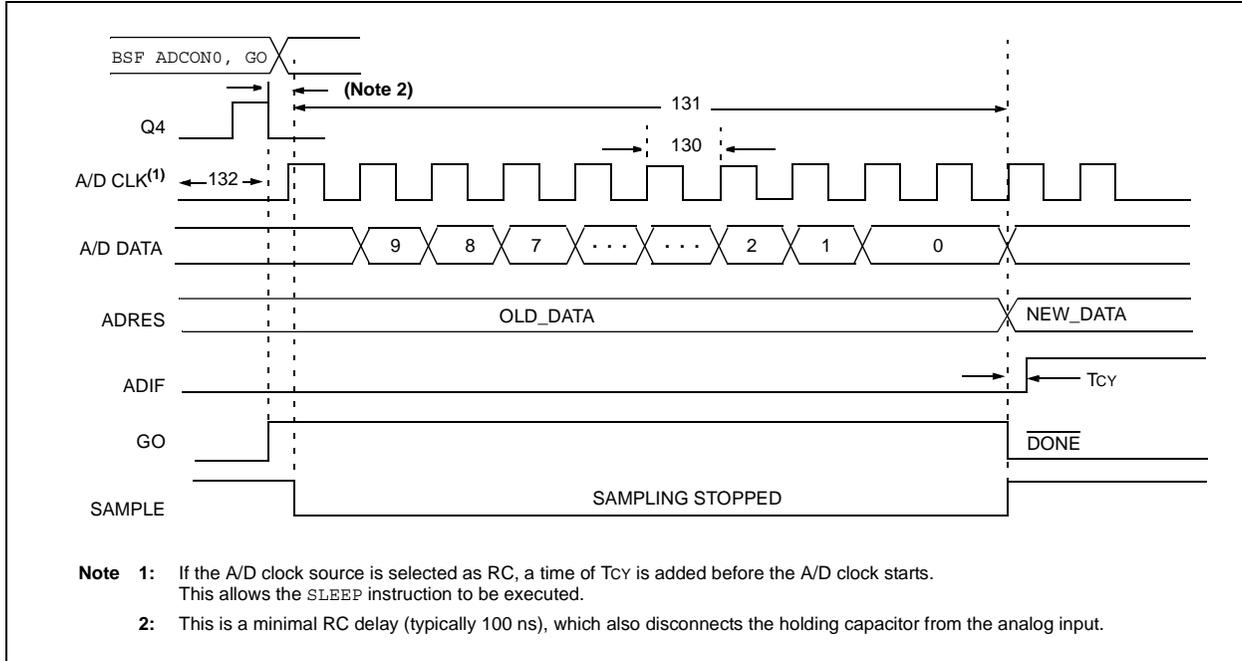 BSF ADCON0, GO
(Note 2)
131
Q4
130
A/D CLK(1)
132
A/D DATA
9 8 7 . . . . . . 2 1 0
ADRES
OLD_DATA
NEW_DATA
ADIF
TCY
GO
DONE
SAMPLE
SAMPLING STOPPED
Note 1: If the A/D clock source is selected as RC, a time of TCY is added before the A/D clock starts.
This allows the SLEEP instruction to be executed.
2: This is a minimal RC delay (typically 100 ns), which also disconnects the holding capacitor from the analog input.